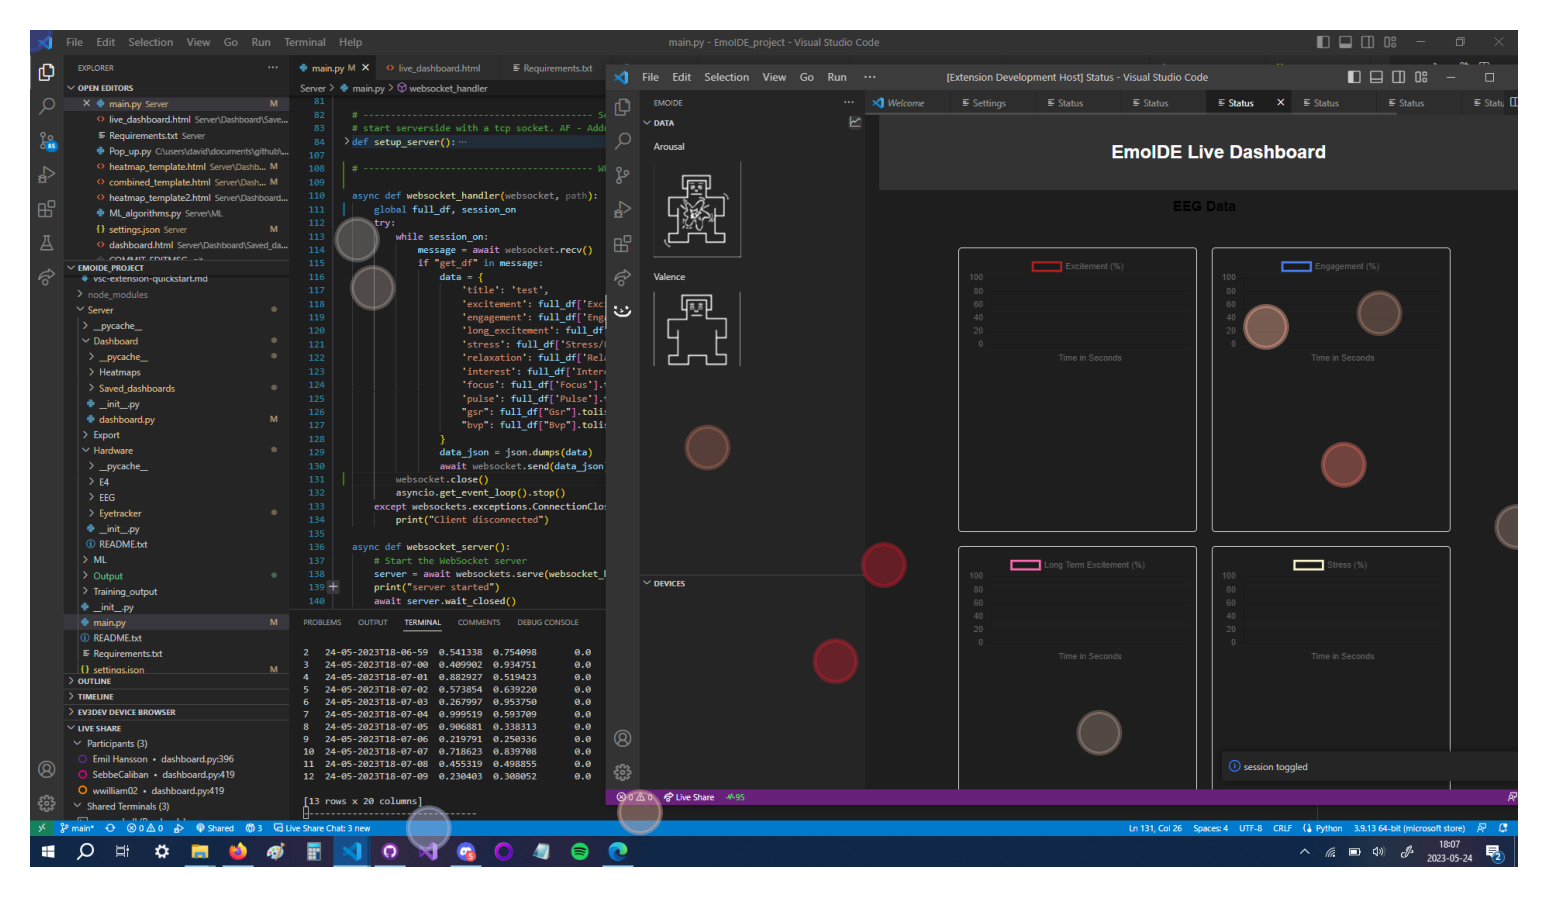 File Edit Selection View Go Run Terminal Help
main.py - EmoIDE_project - Visual Studio Code
EXPLORER
OPEN EDITORS
main.py Server M
live_dashboard.html Server\Dashboard\Save...
Requirements.txt Server
Pop_up.py C:\users\david\documents\github\...
heatmap_template.html Server\Dashb... M
combined_template.html Server\Dash... M
heatmap_template2.html Server\Dashboard...
ML_algorithms.py Server\ML
settings.json Server M
dashboard.html Server\Dashboard\Saved_da...
EMOIDE_PROJECT
vsc-extension-quickstart.md
node_modules
Server
__pycache__
Dashboard
__pycache__
Heatmaps
Saved_dashboards
__init__.py
dashboard.py M
Export
Hardware
__pycache__
E4
EEG
Eyetracker
__init__.py
README.txt
ML
Output
Training_output
__init__.py
main.py M
README.txt
Requirements.txt
settings.json M
OUTLINE
TIMELINE
EV3DEV DEVICE BROWSER
LIVE SHARE
Participants (3)
Emil Hansson • dashboard.py:396
SebbeCaliban • dashboard.py:419
wwilliam02 • dashboard.py:419
Shared Terminals (3)
main.py M live_dashboard.html Requirements.txt
Server > main.py > websocket_handler
81
82 # ------------------------------------------ Se
83 # start serverside with a tcp socket. AF - Add
84 def setup_server(): ...
107
108 # ------------------------------------------ W
109
110 async def websocket_handler(websocket, path):
111 global full_df, session_on
112 try:
113 while session_on:
114 message = await websocket.recv()
115 if "get_df" in message:
116 data = {
117 'title': 'test',
118 'excitement': full_df['Exc
119 'engagement': full_df['Eng
120 'long_excitement': full_df
121 'stress': full_df['Stress/
122 'relaxation': full_df['Rel
123 'interest': full_df['Inter
124 'focus': full_df['Focus'].
125 'pulse': full_df['Pulse'].
126 "gsr": full_df["Gsr"].tolis
127 "bvp": full_df["Bvp"].tolis
128 }
129 data_json = json.dumps(data)
130 await websocket.send(data_json
131 websocket.close()
132 asyncio.get_event_loop().stop()
133 except websockets.exceptions.ConnectionClo
134 print("Client disconnected")
135
136 async def websocket_server():
137 # Start the WebSocket server
138 server = await websockets.serve(websocket_
139 print("server started")
140 await server.wait_closed()
PROBLEMS OUTPUT TERMINAL COMMENTS DEBUG CONSOLE
2 24-05-2023T18-06-59 0.541338 0.754098 0.0
3 24-05-2023T18-07-00 0.409902 0.934751 0.0
4 24-05-2023T18-07-01 0.882927 0.519423 0.0
5 24-05-2023T18-07-02 0.573854 0.639220 0.0
6 24-05-2023T18-07-03 0.267997 0.953750 0.0
7 24-05-2023T18-07-04 0.999519 0.593709 0.0
8 24-05-2023T18-07-05 0.906881 0.338313 0.0
9 24-05-2023T18-07-06 0.219791 0.250336 0.0
10 24-05-2023T18-07-07 0.718623 0.839708 0.0
11 24-05-2023T18-07-08 0.455319 0.498855 0.0
12 24-05-2023T18-07-09 0.230403 0.308052 0.0
[13 rows x 20 columns]
File Edit Selection View Go Run ...
[Extension Development Host] Status - Visual Studio Code
EMOIDE
DATA
Arousal
Valence
DEVICES
Welcome Settings Status Status Status Status Status Statu
EmoIDE Live Dashboard
EEG Data
Excitement (%)
100
80
60
40
20
0
Time in Seconds
Engagement (%)
100
80
60
40
20
0
Time in Seconds
Long Term Excitement (%)
100
80
60
40
20
0
Time in Seconds
Stress (%)
100
80
60
40
20
0
Time in Seconds
session toggled
0 0 Live Share 95
main* 0 0 Shared 3 Live Share Chat: 3 new
Ln 131, Col 26 Spaces: 4 UTF-8 CRLF Python 3.9.13 64-bit (microsoft store)
18:07
2023-05-24